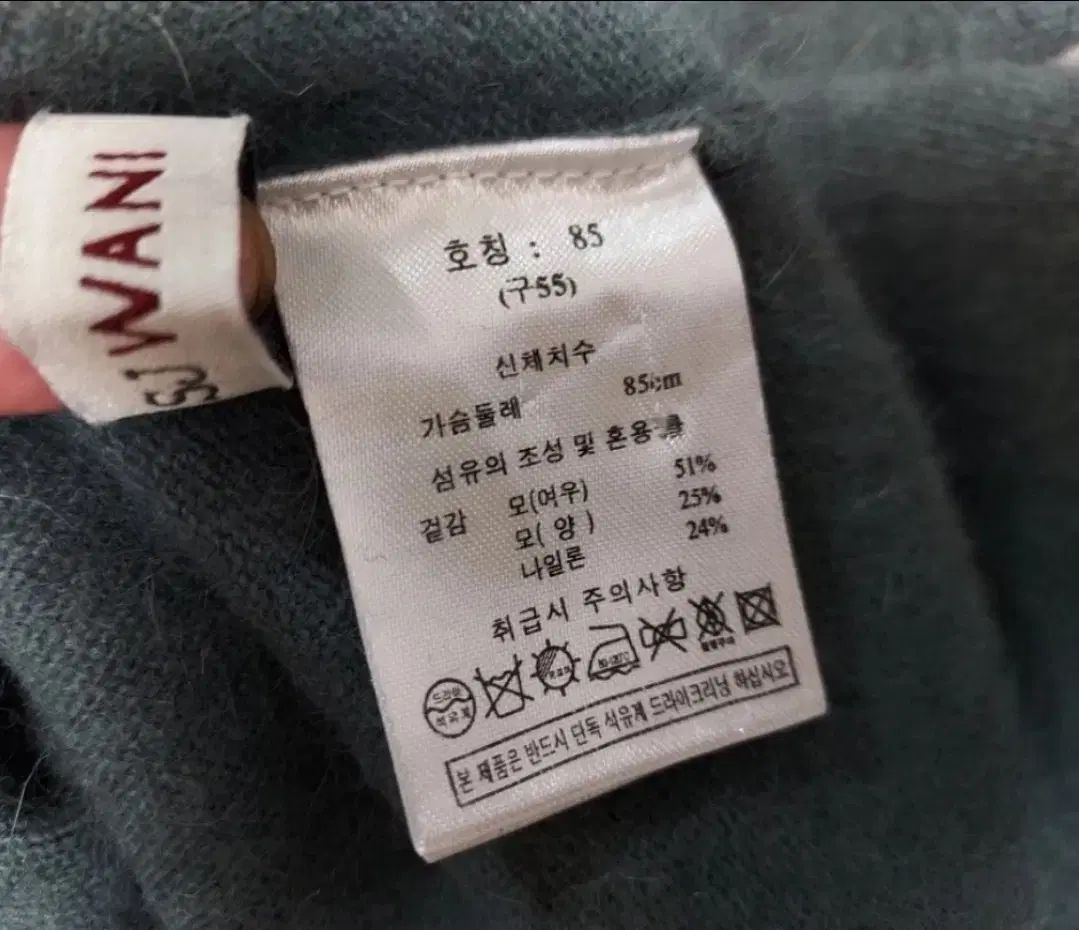 SJ WANI
호칭 : 85
(구55)
신체치수
가슴둘레 85cm
섬유의 조성 및 혼용률
겉감 모(여우) 51%
모( 양 ) 25%
나일론 24%
취급시 주의사항
드라이
석유계
본 제품은 반드시 단독 석유계 드라이크리닝 하십시오